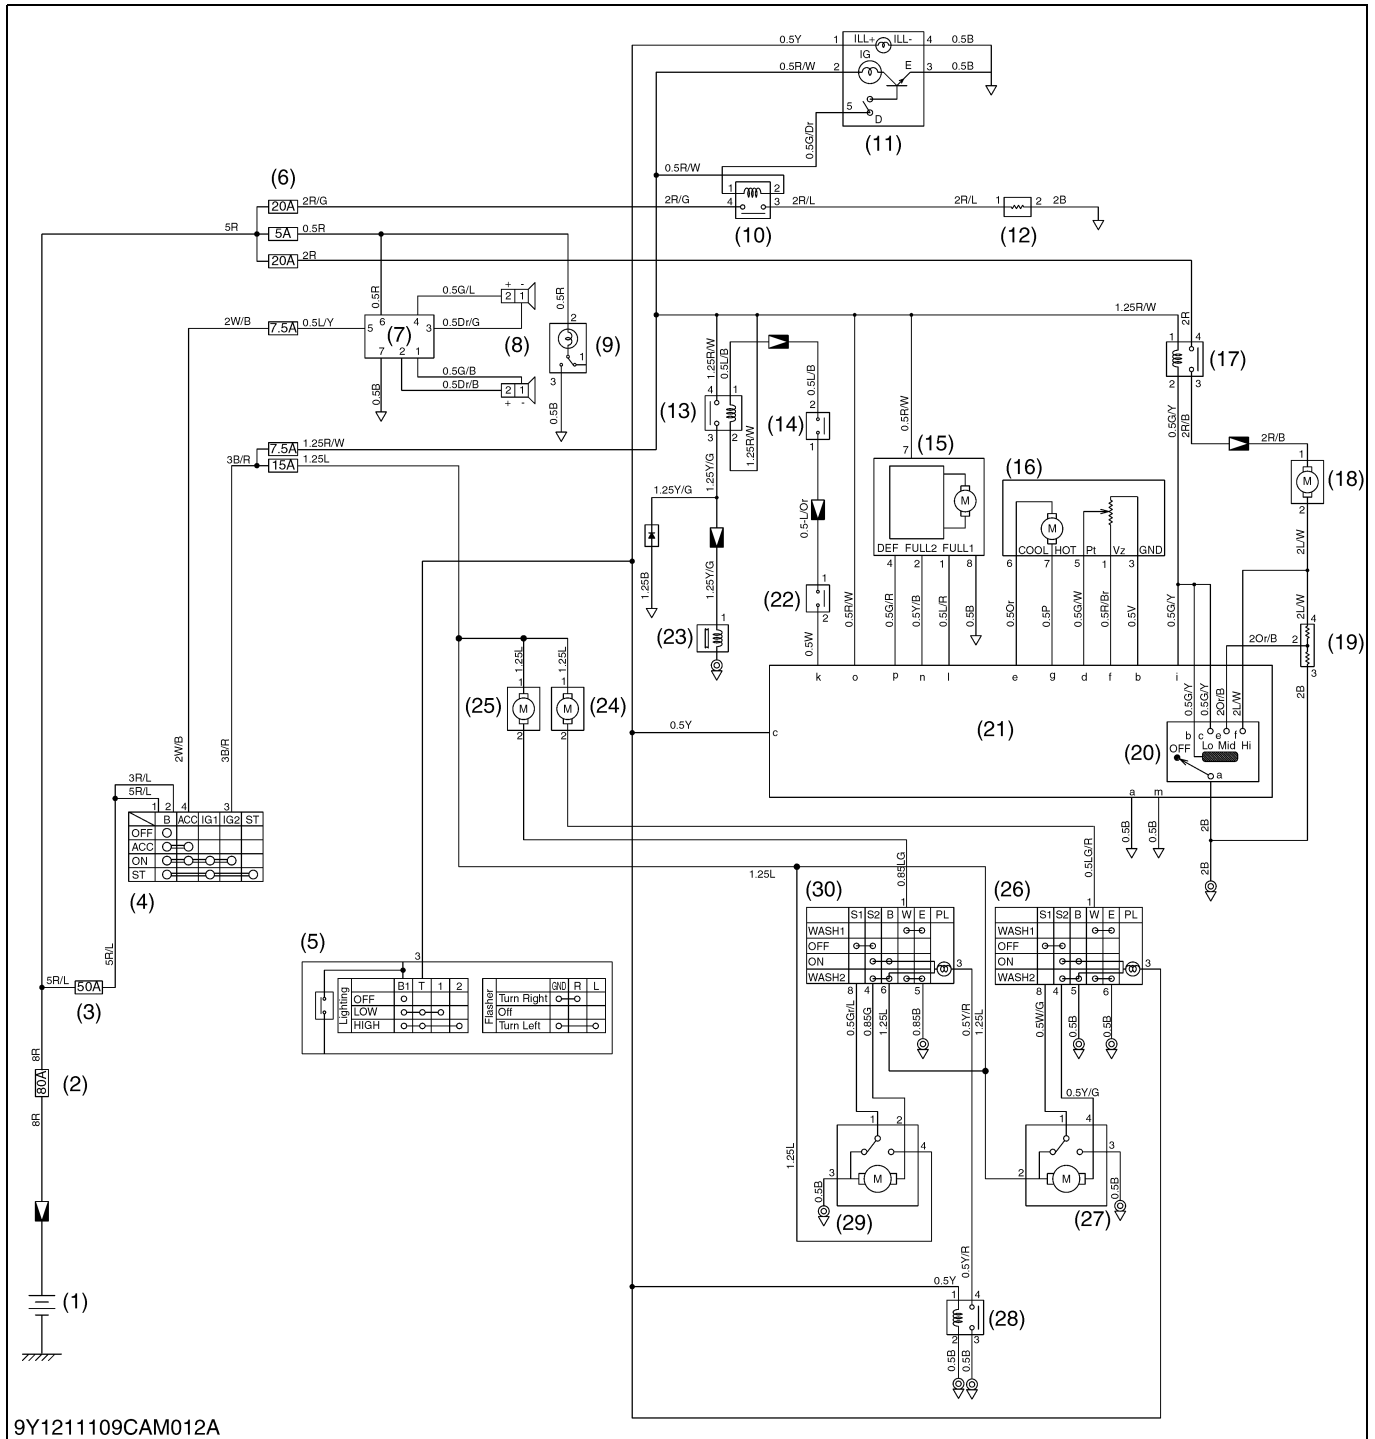 0.5Y 1 ILL+ ILL- 4 0.5B
IG
0.5R/W 2 E 3 0.5B
5 D
(11)
0.5G/Dr
0.5R/W
(6)
20A 2R/G 2R/G 1 2 4 3 2R/L 2R/L 1 2 2B
(10) (12)
5R 5A 0.5R
20A 2R
0.5R 0.5G/L + - 2 1 0.5R
1.25R/W 2R
2W/B 7.5A 0.5L/Y 5 6 4 (7) 3 0.5Dr/G (8) 2 1 3 (9)
7 2 1
0.5G/B
0.5Dr/B 2 1
+ -
0.5B 0.5B
1.25R/W 0.5L/B 0.5L/B
1 4 2 3 (17)
4 1 (13) 3 2 1.25R/W
2 (14) 1
0.5R/W 0.5G/Y 2R/B 2R/B
7.5A 1.25R/W
3B/R 15A 1.25L
7 (15)
(16)
1 M (18) 2
1.25Y/G
1.25Y/G
0.5-L/Or
M
M
DEF FULL2 FULL1
COOL HOT Pt Vz GND
4 2 1 8 6 7 5 1 3
1.25B 1.25Y/G
(22) 1 2
0.5W 0.5R/W 0.5G/R 0.5Y/B 0.5L/R 0.5B 0.5Or 0.5P 0.5G/W 0.5R/Br 0.5V 0.5G/Y
2L/W
2L/W
2Or/B 2 4 (19) 3
(23) 1
1.25L 1.25L
k o p n l e g d f b i
0.5G/Y 0.5G/Y 2Or/B 2L/W 2B
(25) 1 M 2 1 M 2 (24)
0.5Y c (21)
b c e f
(20) OFF Lo Mid Hi
a
a m
0.5B 0.5B 2B
2B
2W/B 3B/R
3R/L
5R/L
1 2 4 3
B ACC IG1 IG2 ST
OFF
ACC
ON
ST
(4)
0.85LG 0.5LG/R
1.25L
(30) 1 (26) 1
S1 S2 B W E PL
WASH1
OFF
ON
WASH2
3
8 4 6 5
S1 S2 B W E PL
WASH1
OFF
ON
WASH2
3
8 4 5 6
(5)
3
Lighting
B1 T 1 2
OFF
LOW
HIGH
Flasher
GND R L
Turn Right
Off
Turn Left
5R/L
5R/L 50A
(3)
8R
80A (2)
8R
0.5Gr/L 0.85G 1.25L 0.85B 0.5Y/R 1.25L
0.5W/G 0.5B 0.5B
0.5Y/G
1 2 4 3 M
0.5B
(29)
1.25L
1 4 3 2 M
0.5B
(27)
0.5Y/R
0.5Y
1 4 2 3 (28)
0.5B 0.5B
(1)
9Y1211109CAM012A